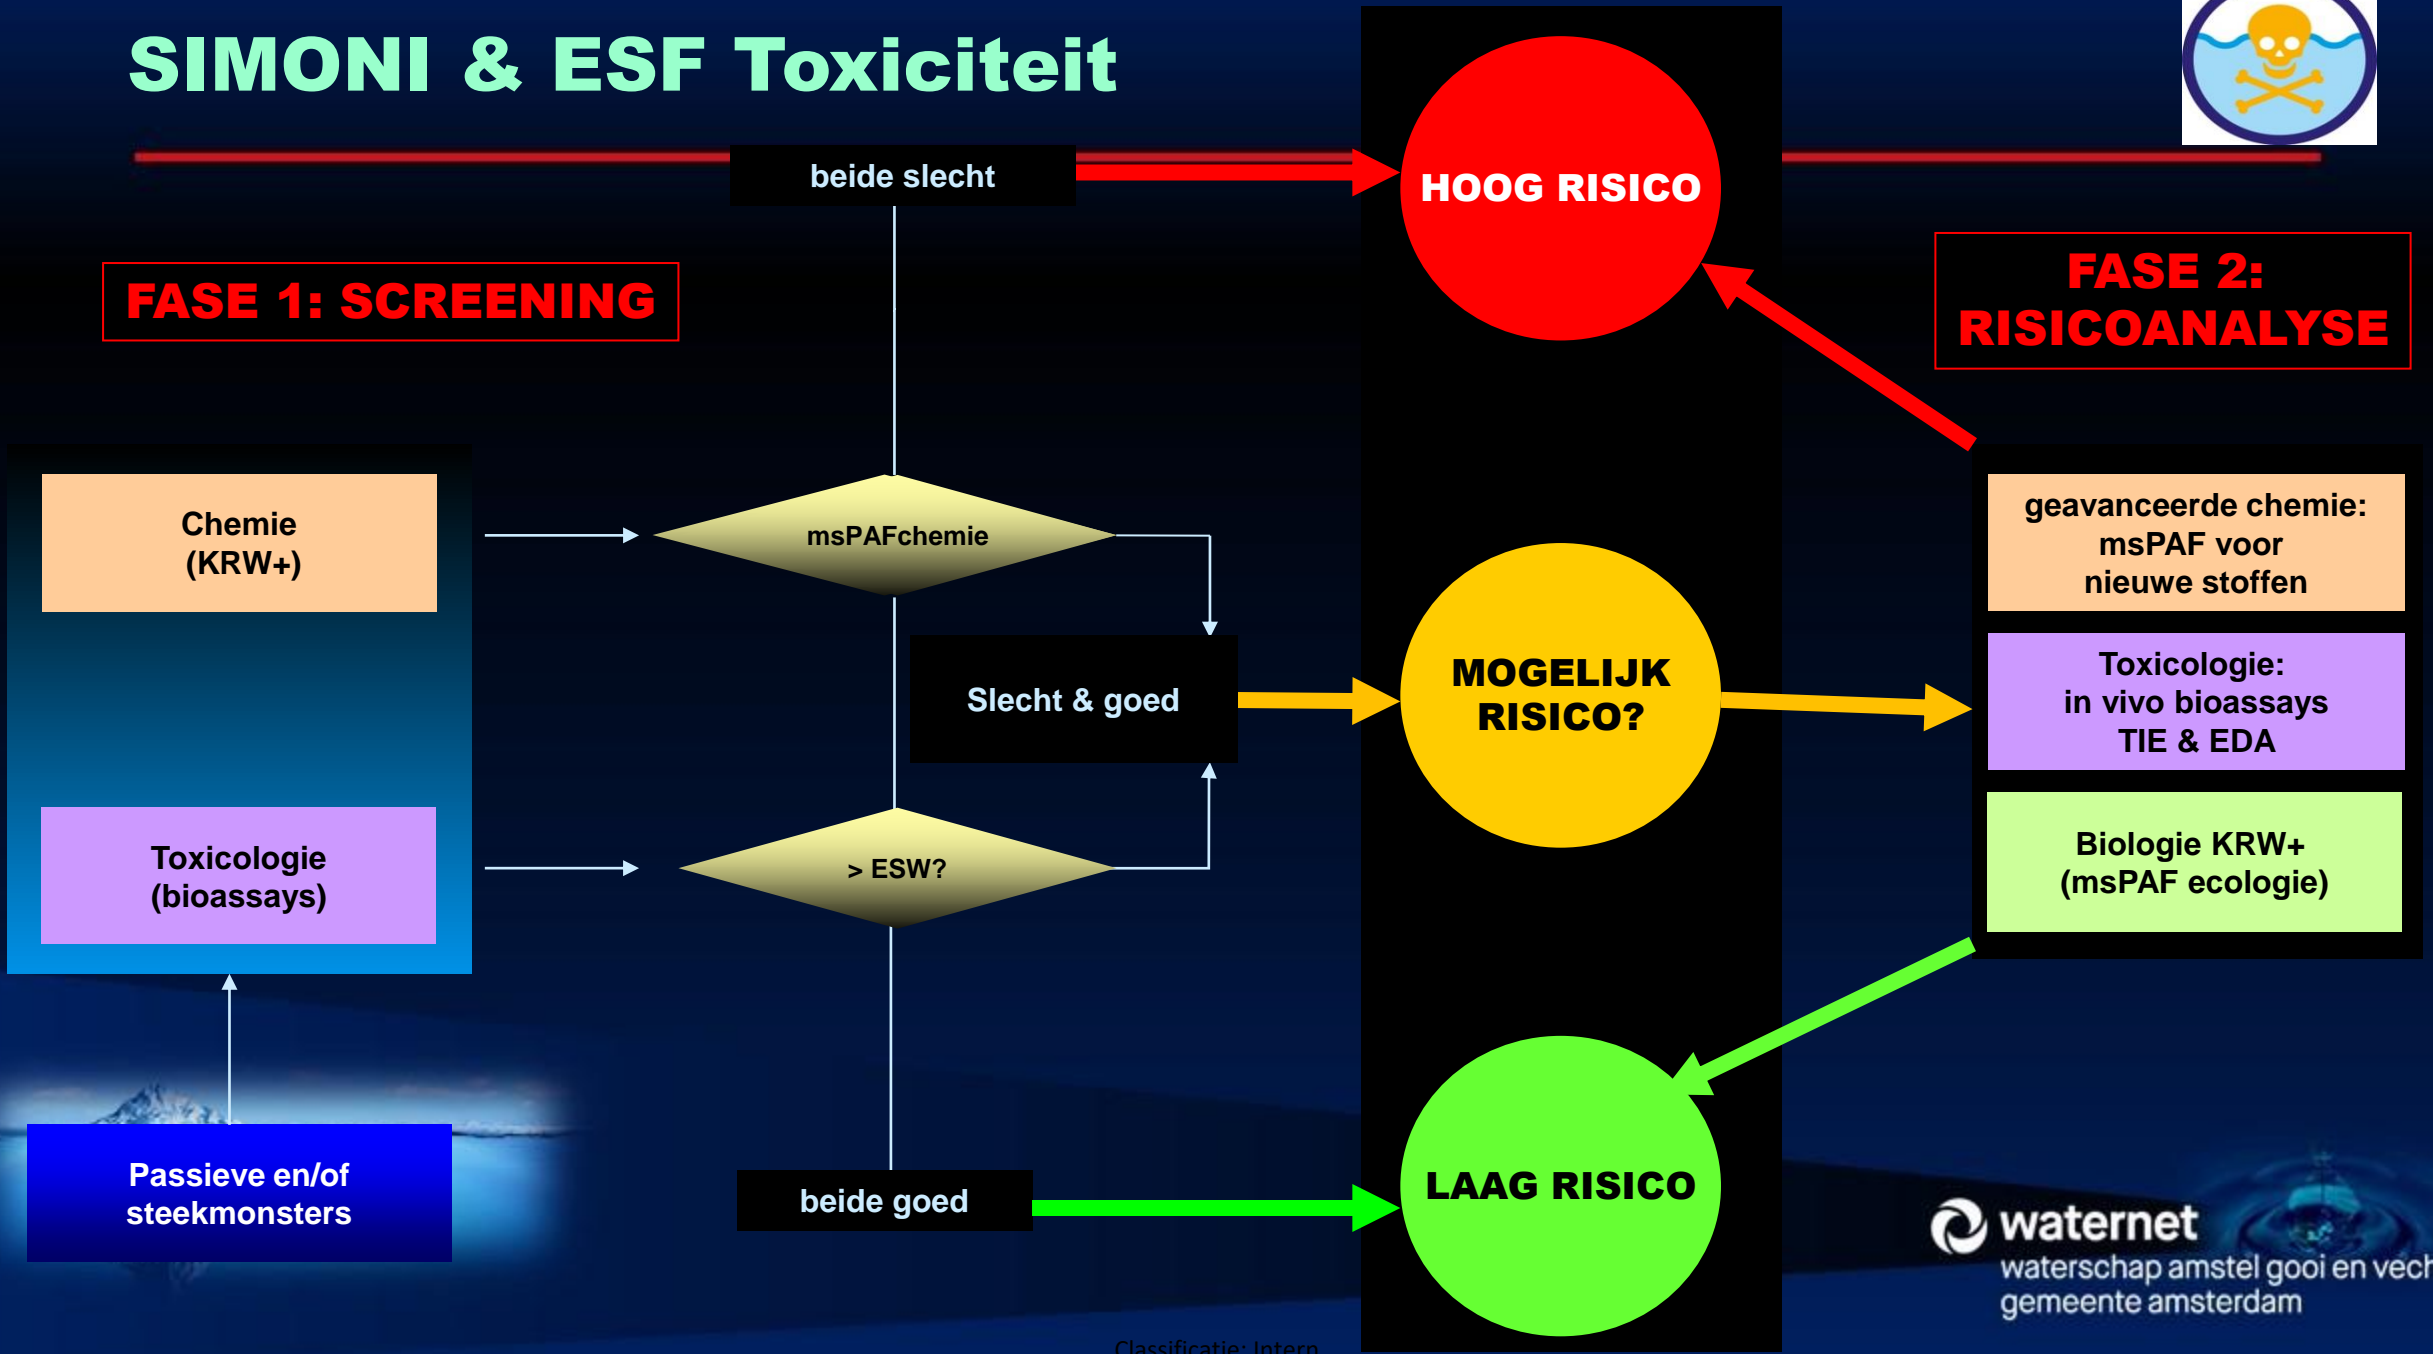 SIMONI & ESF Toxiciteit
beide slecht
HOOG RISICO
FASE 1: SCREENING
FASE 2:
RISICOANALYSE
Chemie
(KRW+)
msPAFchemie
geavanceerde chemie:
msPAF voor
nieuwe stoffen
Slecht & goed
MOGELIJK
RISICO?
Toxicologie:
in vivo bioassays
TIE & EDA
Toxicologie
(bioassays)
> ESW?
Biologie KRW+
(msPAF ecologie)
Passieve en/of
steekmonsters
beide goed
LAAG RISICO
waternet
waterschap amstel gooi en vech
gemeente amsterdam
Classificatie: Intern